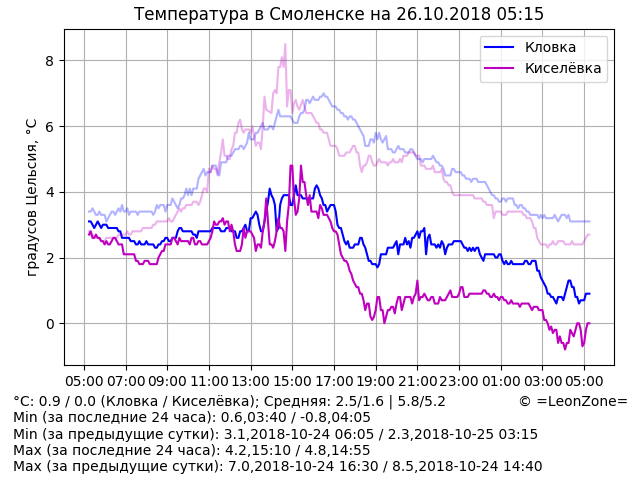 Температура в Смоленске на 26.10.2018 05:15
Кловка
Киселёвка
градусов Цельсия, °C
8
6
4
2
0
05:00 07:00 09:00 11:00 13:00 15:00 17:00 19:00 21:00 23:00 01:00 03:00 05:00
°C: 0.9 / 0.0 (Кловка / Киселёвка); Средняя: 2.5/1.6 | 5.8/5.2 © =LeonZone=
Min (за последние 24 часа): 0.6,03:40 / -0.8,04:05
Min (за предыдущие сутки): 3.1,2018-10-24 06:05 / 2.3,2018-10-25 03:15
Max (за последние 24 часа): 4.2,15:10 / 4.8,14:55
Max (за предыдущие сутки): 7.0,2018-10-24 16:30 / 8.5,2018-10-24 14:40